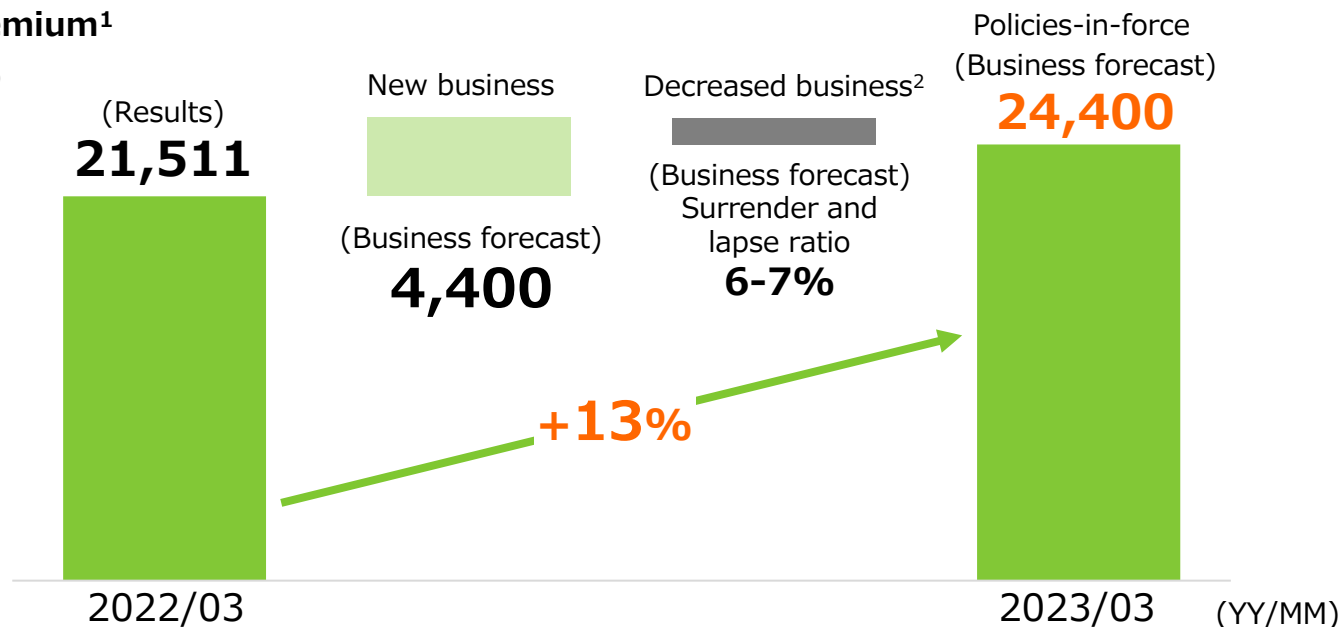 emium¹
(Results)
21,511
New business
(Business forecast)
4,400
Decreased business²
(Business forecast)
Surrender and
lapse ratio
6-7%
Policies-in-force
(Business forecast)
24,400
+13%
2022/03
2023/03
(YY/MM)